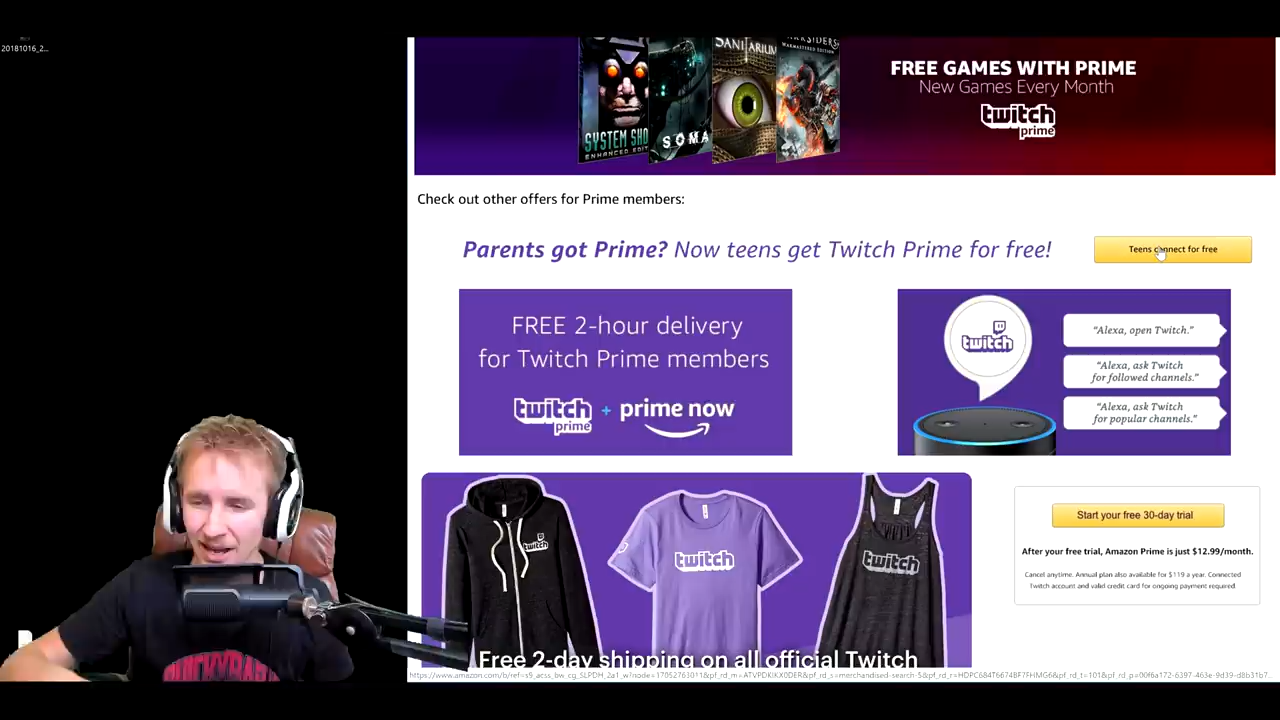 20181016_2...
SYSTEM SHO
ENHANCED EDIT
SOMA
SANITARIUM
WARMASTERED EDITION
FREE GAMES WITH PRIME
New Games Every Month
twitch
prime
Check out other offers for Prime members:
Parents got Prime? Now teens get Twitch Prime for free!
Teens connect for free
FREE 2-hour delivery
for Twitch Prime members
twitch
prime
+
prime now
twitch
“Alexa, open Twitch.”
“Alexa, ask Twitch
for followed channels.”
“Alexa, ask Twitch
for popular channels.”
twitch
twitch
twitch
Free 2-day shipping on all official Twitch
Start your free 30-day trial
After your free trial, Amazon Prime is just $12.99/month.
Cancel anytime. Annual plan also available for $119 a year. Connected
Twitch account and valid credit card for ongoing payment required.